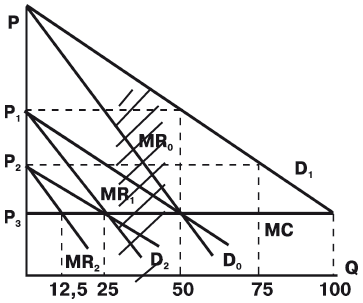 P
P₁
MR₀
P₂
D₁
MR₁
P₃
MC
MR₂
D₂
D₀
Q
12,5 25 50 75 100